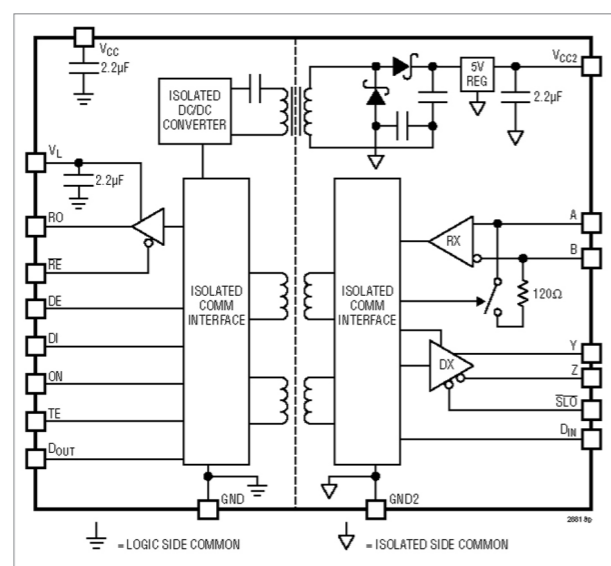 VCC
2.2µF
ISOLATED
DC/DC
CONVERTER
5V
REG
VCC2
2.2µF
VL
2.2µF
RO
RE
DE
DI
ON
TE
DOUT
ISOLATED
COMM
INTERFACE
ISOLATED
COMM
INTERFACE
RX
A
B
120Ω
DX
Y
Z
SLO
DIN
GND
GND2
= LOGIC SIDE COMMON
= ISOLATED SIDE COMMON